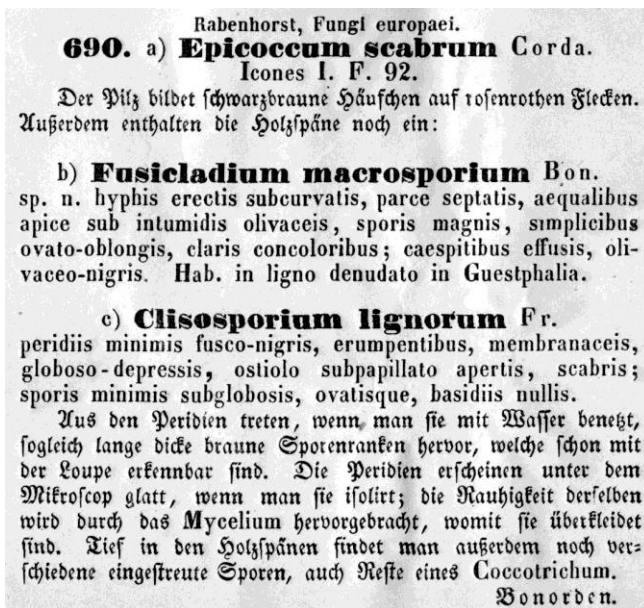 Rabenhorst, Fungi europaei.
690. a) Epicoccum scabrum Corda.
Icones I. F. 92.
Der Pilz bildet schwarzbraune Häufchen auf rosenrothen Flecken.
Außerdem enthalten die Holzspäne noch ein:
b) Fusicladium macrosporium Bon.
sp. n. hyphis erectis subcurvatis, parce septatis, aequalibus
apice sub intumidis olivaceis, sporis magnis, simplicibus
ovato-oblongis, claris concoloribus; caespitibus effusis, oli-
vaceo-nigris. Hab. in ligno denudato in Guestphalia.
c) Clisosporium lignorum Fr.
peridiis minimis fusco-nigris, erumpentibus, membranaceis,
globoso-depressis, ostiolo subpapillato apertis, scabris;
sporis minimis subglobosis, ovatisque, basidiis nullis.
Aus den Peridien treten, wenn man sie mit Wasser benetzt,
sogleich lange dicke braune Sporenranken hervor, welche schon mit
der Loupe erkennbar sind. Die Peridien erscheinen unter dem
Mikroscop glatt, wenn man sie isolirt; die Rauhigkeit derselben
wird durch das Mycelium hervorgebracht, womit sie überkleidet
sind. Tief in den Holzspänen findet man außerdem noch ver-
schiedene eingestreute Sporen, auch Reste eines Coccotrichum.
Bonorden.